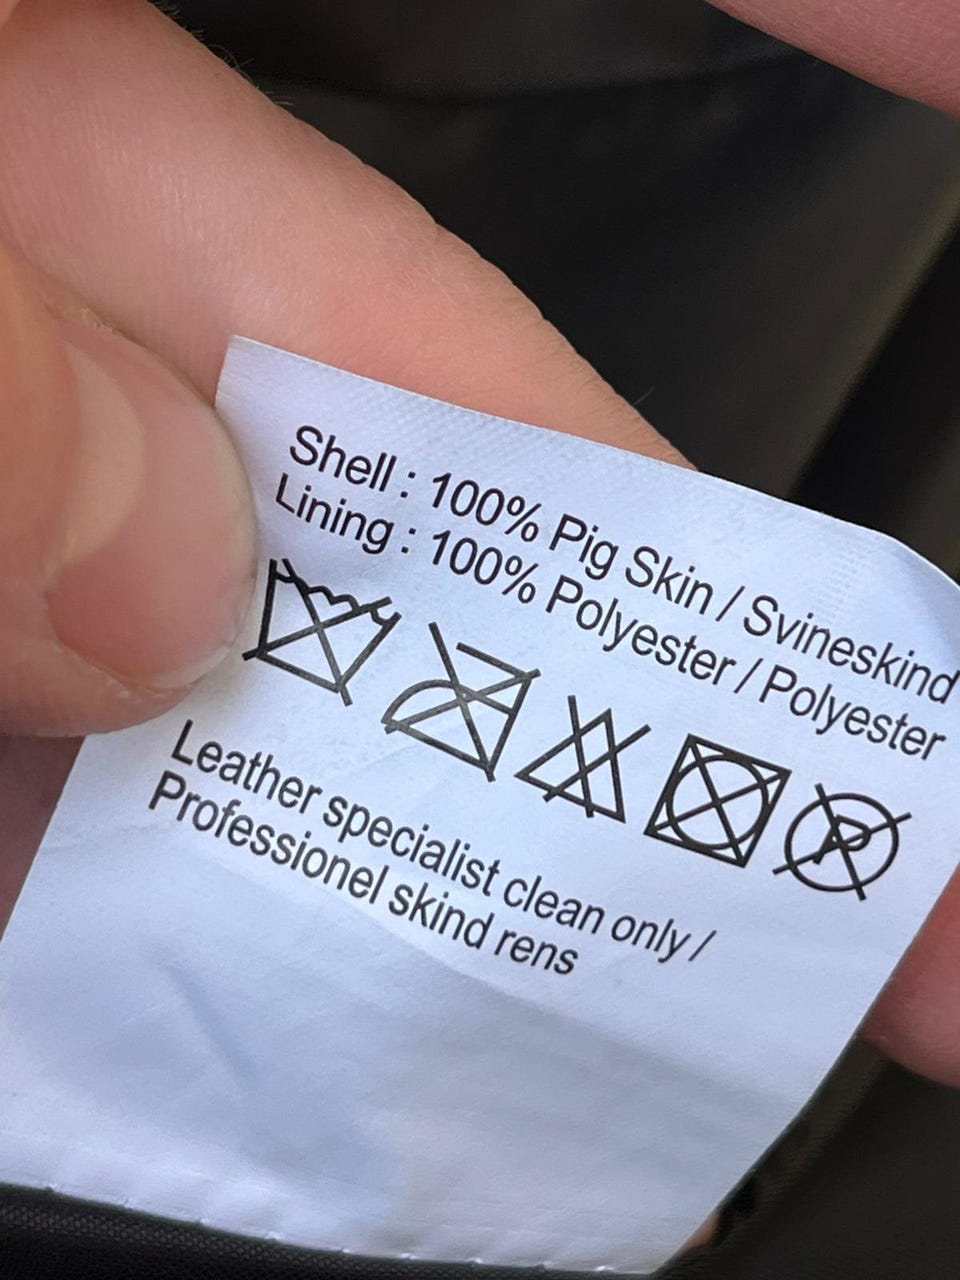 Shell : 100% Pig Skin / Svineskind
Lining : 100% Polyester / Polyester
P
Leather specialist clean only /
Professionel skind rens